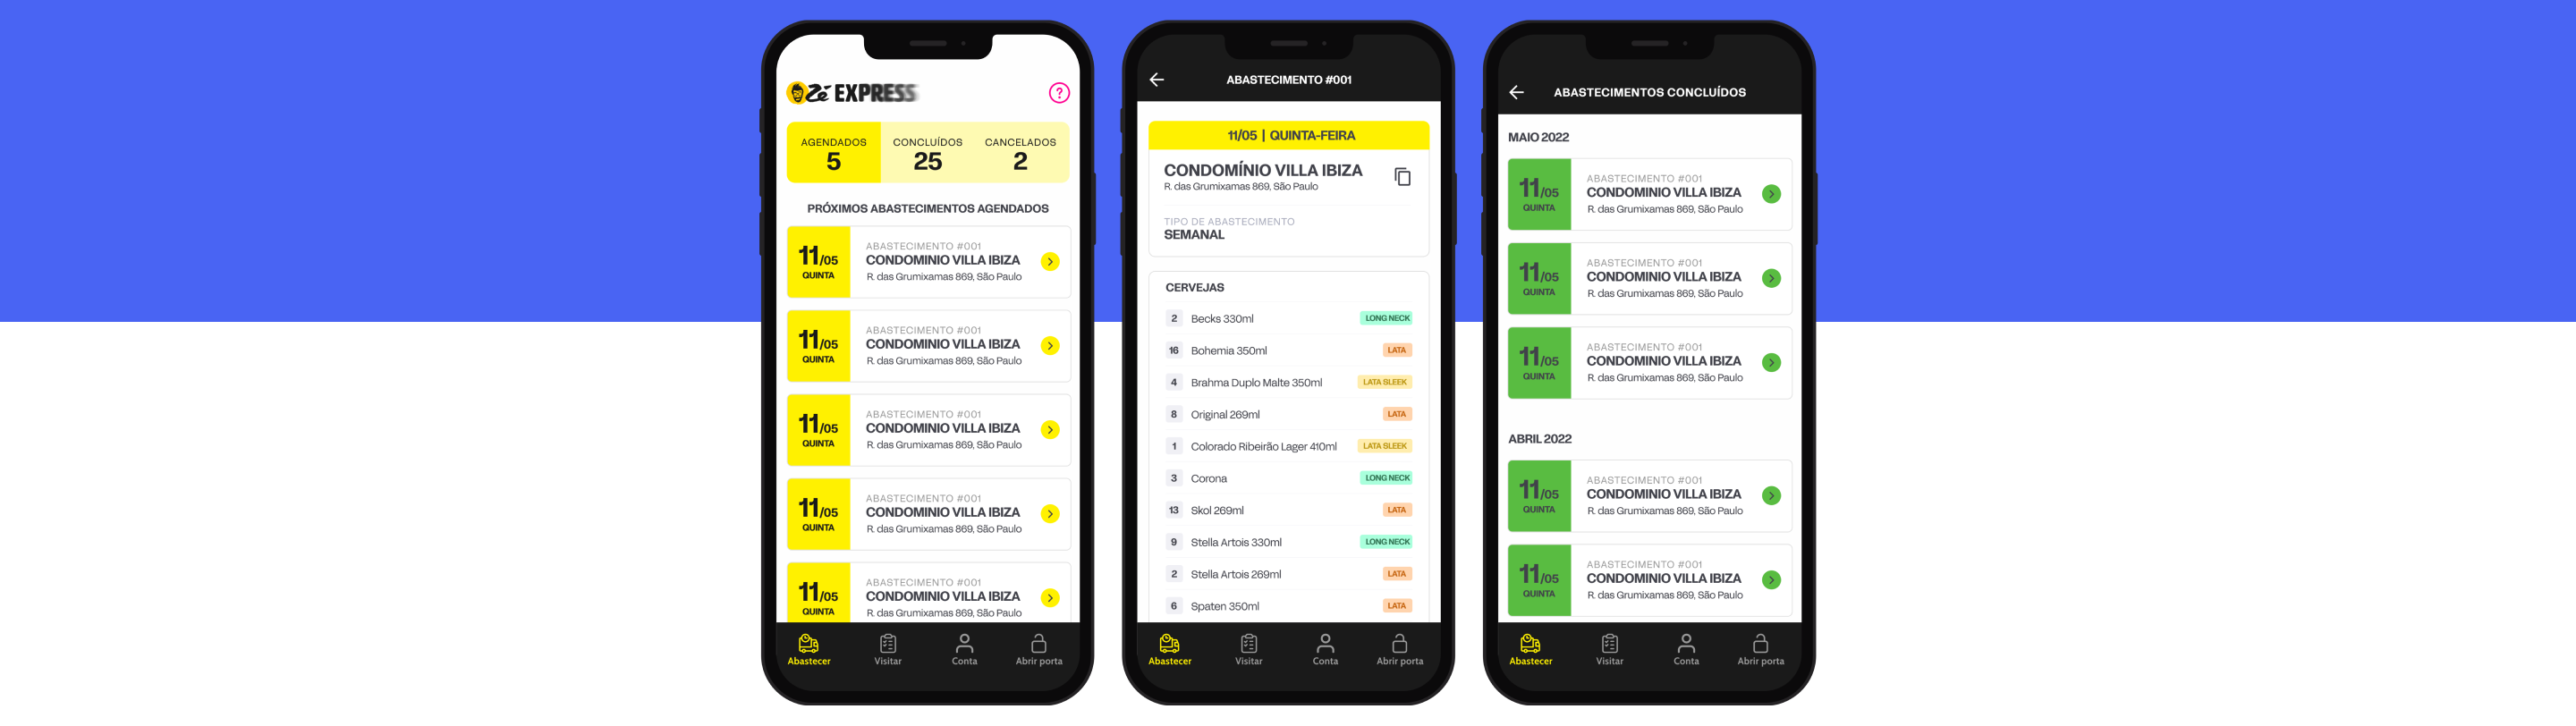 Zé EXPRESS
?
AGENDADOS CONCLUÍDOS CANCELADOS
5 25 2
PRÓXIMOS ABASTECIMENTOS AGENDADOS
11/05
QUINTA
ABASTECIMENTO #001
CONDOMINIO VILLA IBIZA
R. das Grumixamas 869, São Paulo
11/05
QUINTA
ABASTECIMENTO #001
CONDOMINIO VILLA IBIZA
R. das Grumixamas 869, São Paulo
11/05
QUINTA
ABASTECIMENTO #001
CONDOMINIO VILLA IBIZA
R. das Grumixamas 869, São Paulo
11/05
QUINTA
ABASTECIMENTO #001
CONDOMINIO VILLA IBIZA
R. das Grumixamas 869, São Paulo
11/05
QUINTA
ABASTECIMENTO #001
CONDOMINIO VILLA IBIZA
R. das Grumixamas 869, São Paulo
Abastecer Visitar Conta Abrir porta
ABASTECIMENTO #001
11/05 | QUINTA-FEIRA
CONDOMÍNIO VILLA IBIZA
R. das Grumixamas 869, São Paulo
TIPO DE ABASTECIMENTO
SEMANAL
CERVEJAS
2 Becks 330ml LONG NECK
16 Bohemia 350ml LATA
4 Brahma Duplo Malte 350ml LATA SLEEK
8 Original 269ml LATA
1 Colorado Ribeirão Lager 410ml LATA SLEEK
3 Corona LONG NECK
13 Skol 269ml LATA
9 Stella Artois 330ml LONG NECK
2 Stella Artois 269ml LATA
6 Spaten 350ml LATA
Abastecer Visitar Conta Abrir porta
ABASTECIMENTOS CONCLUÍDOS
MAIO 2022
11/05
QUINTA
ABASTECIMENTO #001
CONDOMINIO VILLA IBIZA
R. das Grumixamas 869, São Paulo
11/05
QUINTA
ABASTECIMENTO #001
CONDOMINIO VILLA IBIZA
R. das Grumixamas 869, São Paulo
11/05
QUINTA
ABASTECIMENTO #001
CONDOMINIO VILLA IBIZA
R. das Grumixamas 869, São Paulo
ABRIL 2022
11/05
QUINTA
ABASTECIMENTO #001
CONDOMINIO VILLA IBIZA
R. das Grumixamas 869, São Paulo
11/05
QUINTA
ABASTECIMENTO #001
CONDOMINIO VILLA IBIZA
R. das Grumixamas 869, São Paulo
Abastecer Visitar Conta Abrir porta